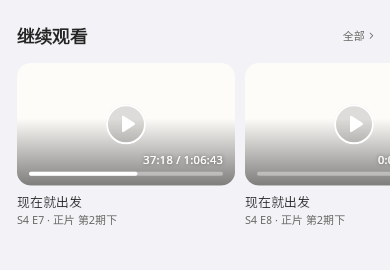 继续观看
全部
37:18 / 1:06:43
现在就出发
S4 E7 · 正片 第2期下
现在就出发
S4 E8 · 正片 第2期下